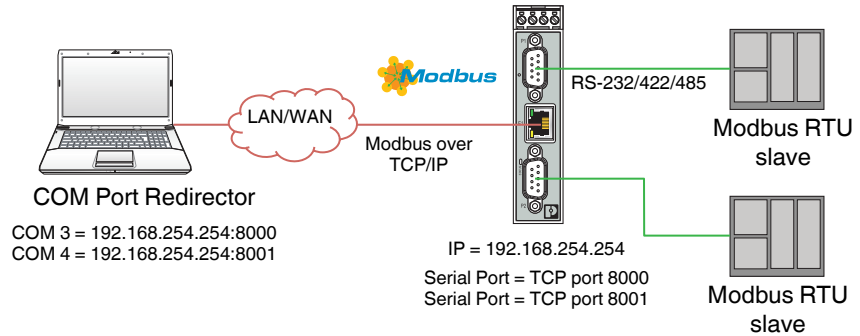 Modbus
LAN/WAN
Modbus over
TCP/IP
RS-232/422/485
Modbus RTU
slave
COM Port Redirector
COM 3 = 192.168.254.254:8000
COM 4 = 192.168.254.254:8001
P1
P2
IP = 192.168.254.254
Serial Port = TCP port 8000
Serial Port = TCP port 8001
Modbus RTU
slave